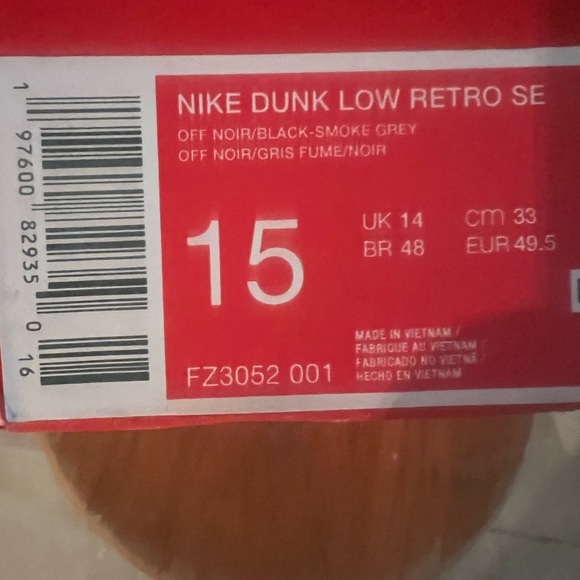 NIKE DUNK LOW RETRO SE
OFF NOIR/BLACK-SMOKE GREY
OFF NOIR/GRIS FUME/NOIR
15
UK 14 cm 33
BR 48 EUR 49.5
MADE IN VIETNAM /
FABRIQUE AU VIETNAM
FABRICADO NO VIETNÃ /
HECHO EN VIETNAM
FZ3052 001
1 97600 82935 0 16